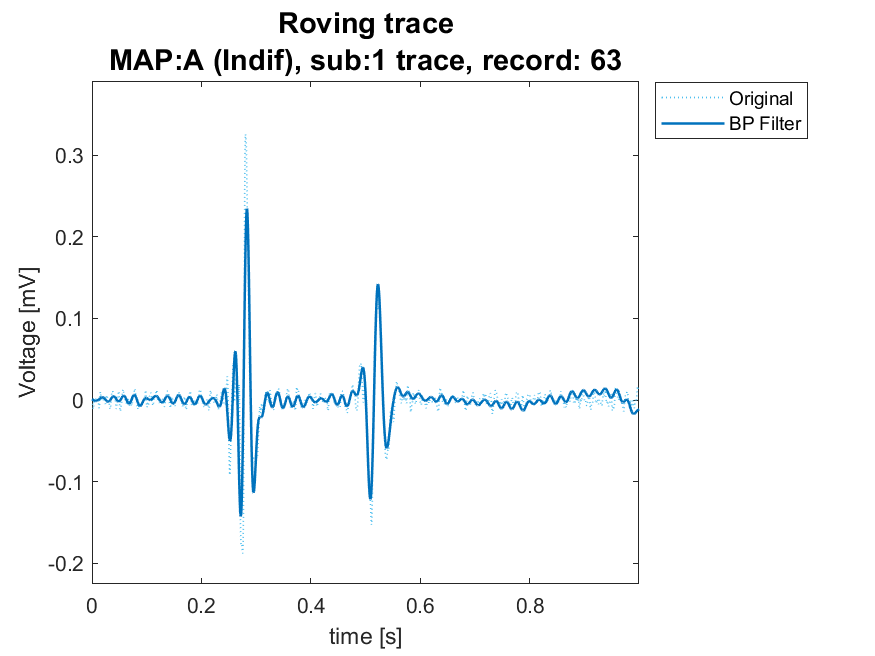 Roving trace
MAP:A (Indif), sub:1 trace, record: 63
Original
BP Filter
0.3
0.2
0.1
0
-0.1
-0.2
Voltage [mV]
0
0.2
0.4
0.6
0.8
time [s]